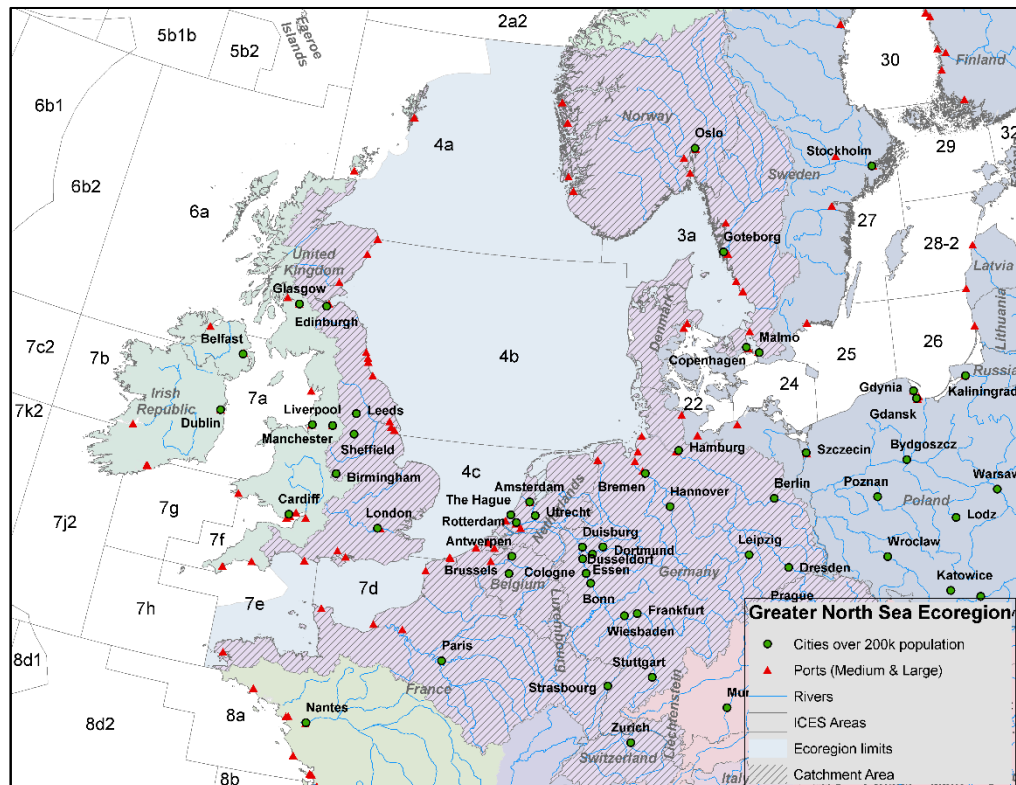 2a2
5b1b
5b2
Faeroe
Islands
30
Finland
6b1
4a
Norway
Oslo
Stockholm
29
32
6b2
Sweden
6a
27
3a
Goteborg
28-2
United
Kingdom
Latvia
Glasgow
Edinburgh
Denmark
Lithuania
7c2
7b
Belfast
4b
Malmo
Copenhagen
25
26
Russia
7a
24
Gdynia
Kaliningrad
7k2
Irish
Republic
Dublin
Liverpool
Leeds
22
Gdansk
Manchester
Sheffield
Hamburg
Szczecin
Bydgoszcz
4c
Birmingham
Amsterdam
Bremen
Berlin
Poznan
Warsaw
7g
Cardiff
The Hague
Netherlands
Hannover
Poland
7j2
London
Rotterdam
Utrecht
Lodz
7f
Antwerpen
Duisburg
Dortmund
Leipzig
Wrocław
Brussels
Dusseldorf
Cologne
Essen
Germany
Dresden
7h
7e
7d
Belgium
Bonn
Katowice
Luxembourg
Prague
Frankfurt
Wiesbaden
8d1
Paris
Stuttgart
France
Strasbourg
Liechtenstein
8d2
8a
Nantes
Zurich
Switzerland
Italy
8b
Greater North Sea Ecoregion
Cities over 200k population
Ports (Medium & Large)
Rivers
ICES Areas
Ecoregion limits
Catchment Area